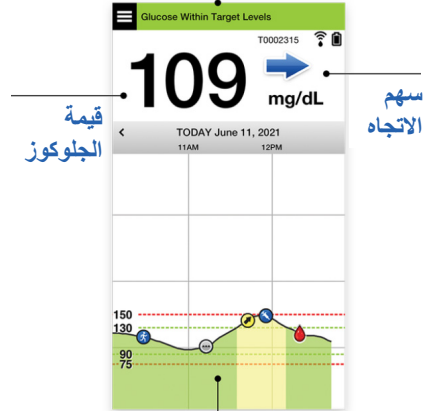 Glucose Within Target Levels
T0002315
109
mg/dL
سهم
الاتجاه
قيمة
الجلوكوز
TODAY June 11, 2021
11AM 12PM
150
130
90
75